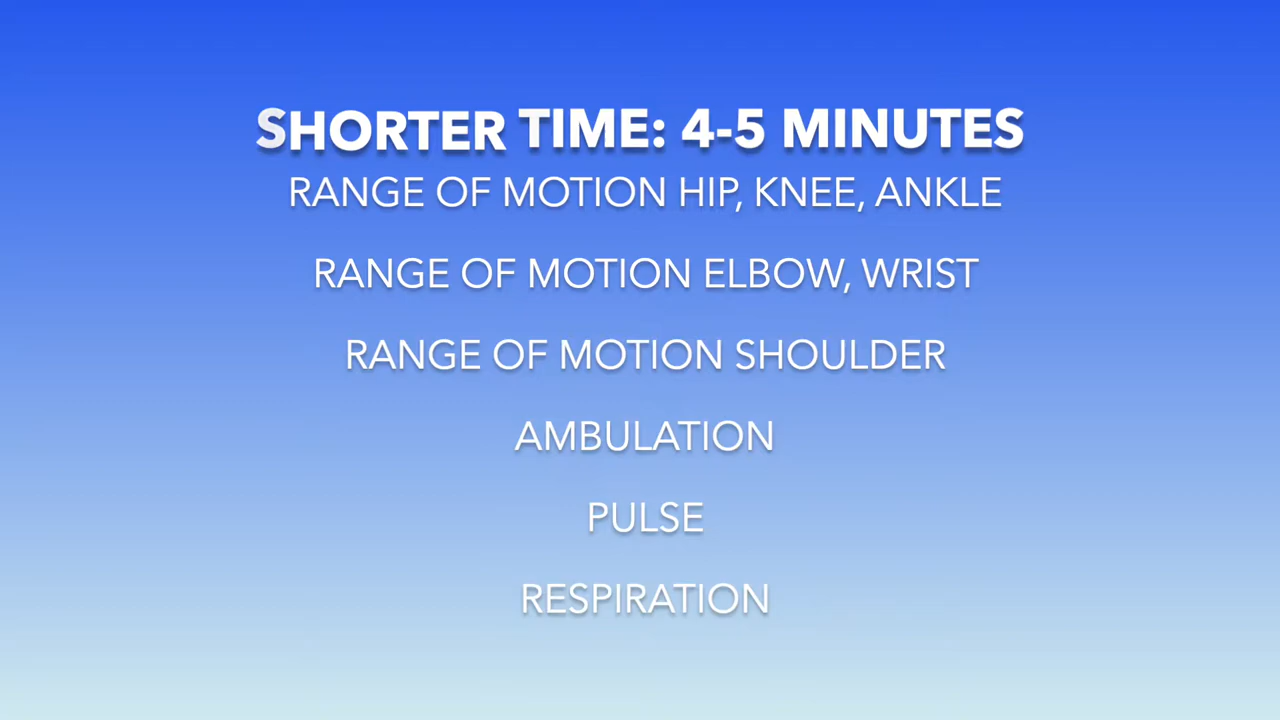 SHORTER TIME: 4-5 MINUTES
RANGE OF MOTION HIP, KNEE, ANKLE
RANGE OF MOTION ELBOW, WRIST
RANGE OF MOTION SHOULDER
AMBULATION
PULSE
RESPIRATION